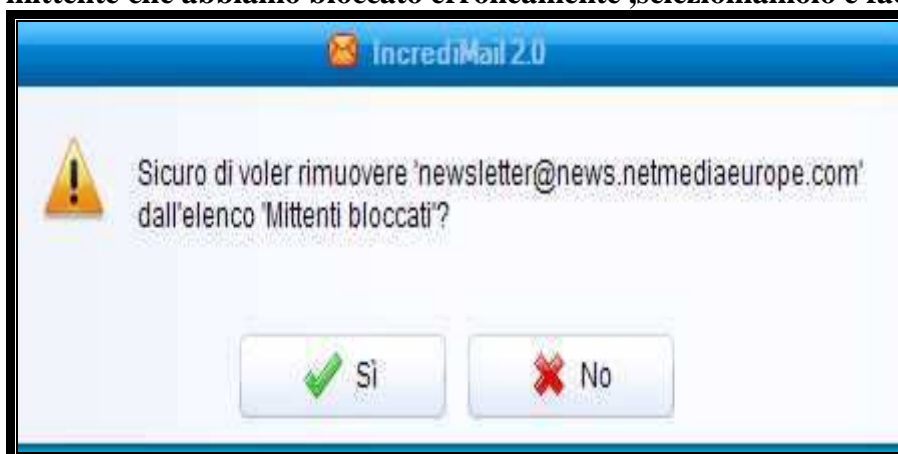 IncrediMail 2.0
Sicuro di voler rimuovere 'newsletter@news.netmediaeurope.com'
dall'elenco 'Mittenti bloccati'?
Sì
No